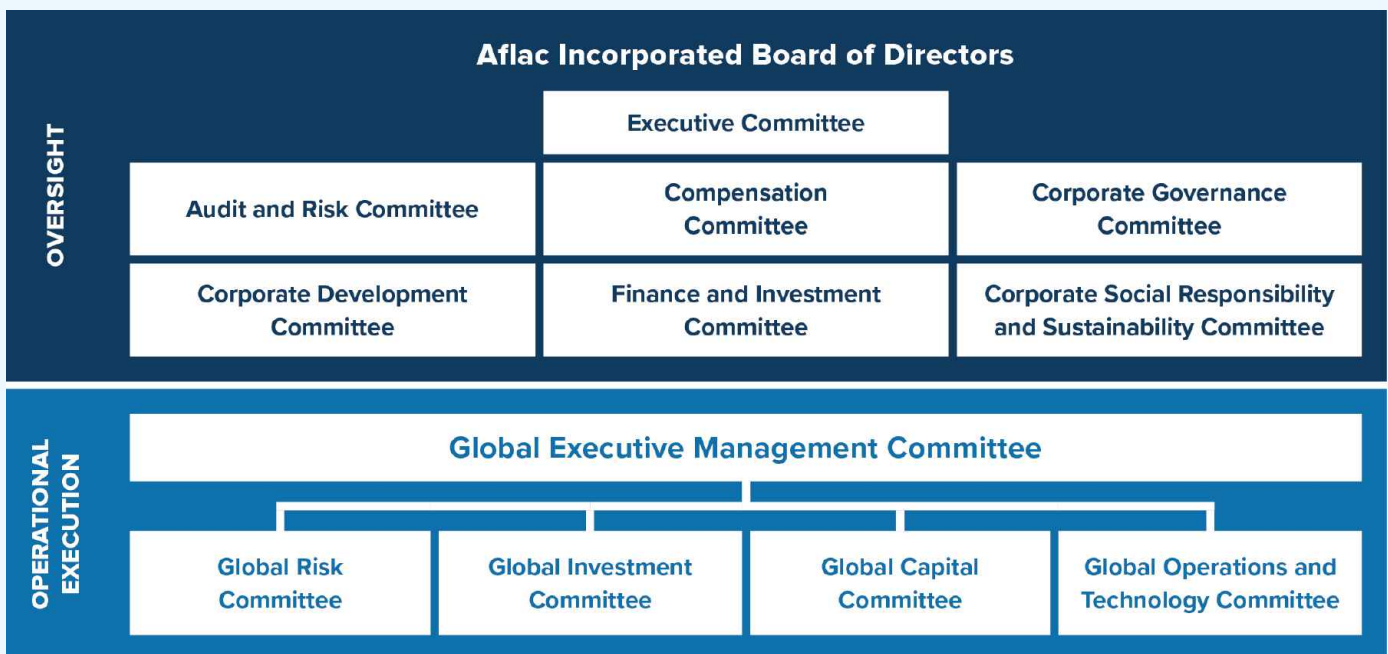 Aflac Incorporated Board of Directors
OVERSIGHT
Executive Committee
Audit and Risk Committee
Compensation
Committee
Corporate Governance
Committee
Corporate Development
Committee
Finance and Investment
Committee
Corporate Social Responsibility
and Sustainability Committee
OPERATIONAL
EXECUTION
Global Executive Management Committee
Global Risk
Committee
Global Investment
Committee
Global Capital
Committee
Global Operations and
Technology Committee